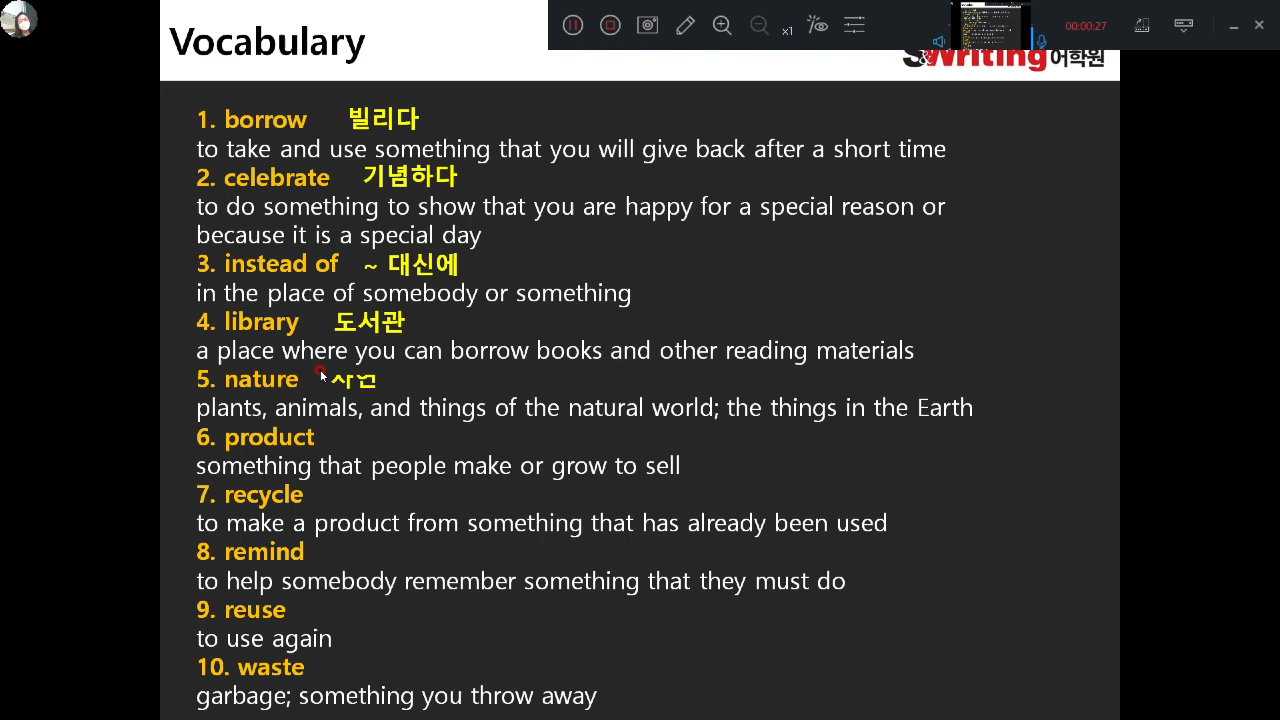 Vocabulary
x1
00:00:27
S&Writing어학원
1. borrow 빌리다
to take and use something that you will give back after a short time
2. celebrate 기념하다
to do something to show that you are happy for a special reason or
because it is a special day
3. instead of ~ 대신에
in the place of somebody or something
4. library 도서관
a place where you can borrow books and other reading materials
5. nature
plants, animals, and things of the natural world; the things in the Earth
6. product
something that people make or grow to sell
7. recycle
to make a product from something that has already been used
8. remind
to help somebody remember something that they must do
9. reuse
to use again
10. waste
garbage; something you throw away